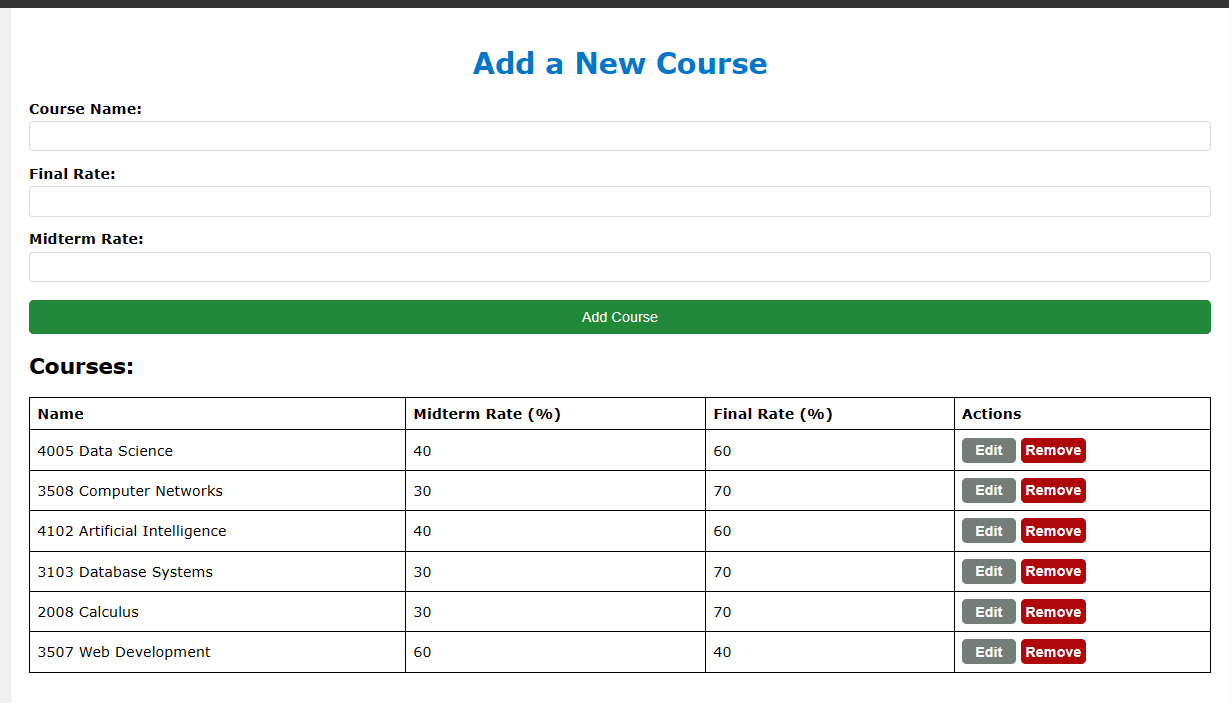 Add a New Course
Course Name:
Final Rate:
Midterm Rate:
Add Course
Courses:
Name Midterm Rate (%) Final Rate (%) Actions
4005 Data Science 40 60 Edit Remove
3508 Computer Networks 30 70 Edit Remove
4102 Artificial Intelligence 40 60 Edit Remove
3103 Database Systems 30 70 Edit Remove
2008 Calculus 30 70 Edit Remove
3507 Web Development 60 40 Edit Remove